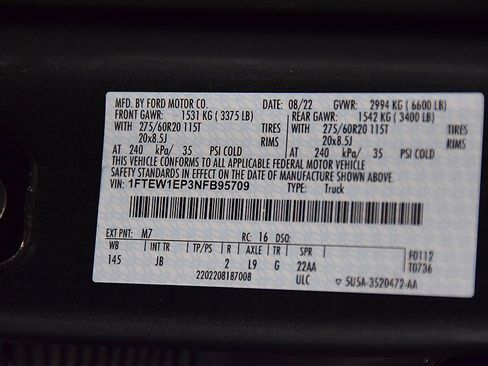 MFD. BY FORD MOTOR CO. DATE: 08/22 GVWR: 2994 KG ( 6600 LB)
FRONT GAWR: 1531 KG ( 3375 LB) REAR GAWR: 1542 KG ( 3400 LB)
WITH 275/60R20 115T TIRES WITH 275/60R20 115T TIRES
20x8.5J RIMS 20x8.5J RIMS
AT 240 kPa/ 35 PSI COLD AT 240 kPa/ 35 PSI COLD
THIS VEHICLE CONFORMS TO ALL APPLICABLE FEDERAL MOTOR VEHICLE
SAFETY STANDARDS IN EFFECT ON THE DATE OF MANUFACTURE SHOWN ABOVE.
VIN: 1FTEW1EP3NFB95709 TYPE: Truck
EXT PNT: M7 RC: 16 DSO:
WB INT TR TP/PS R AXLE TR SPR F0112
145 JB 2 L9 G 22AA T0736
2202208187008 ULC 5U5A-3520472-AA